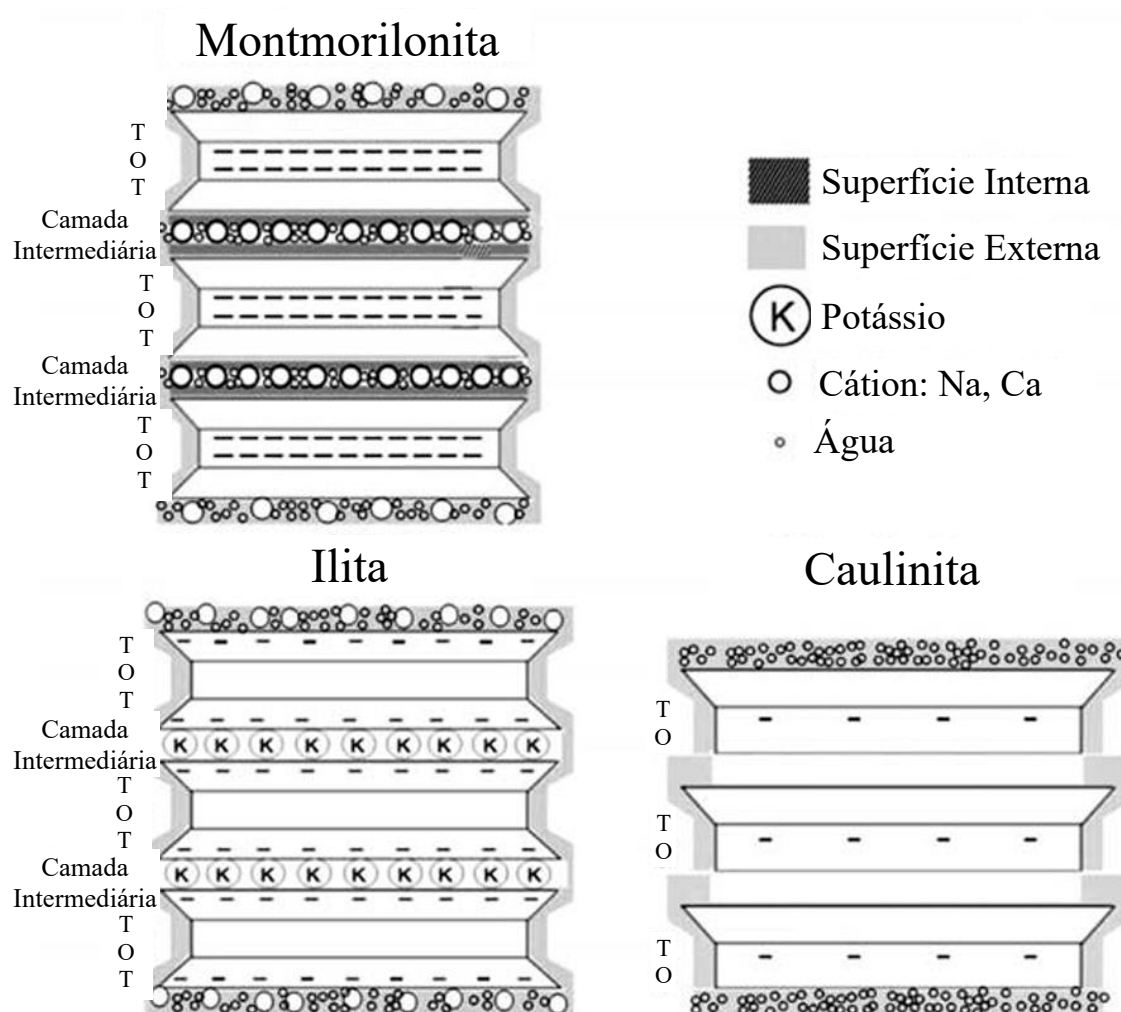 Montmorilonita
T
O
T
Camada
Intermediária
T
O
T
Camada
Intermediária
T
O
T
Superfície Interna
Superfície Externa
K Potássio
Cátion: Na, Ca
Água
Ilita
T
O
T
Camada
Intermediária
K K K K K K K K K
T
O
T
Camada
Intermediária
K K K K K K K K K
T
O
T
Caulinita
T
O
T
O
T
O